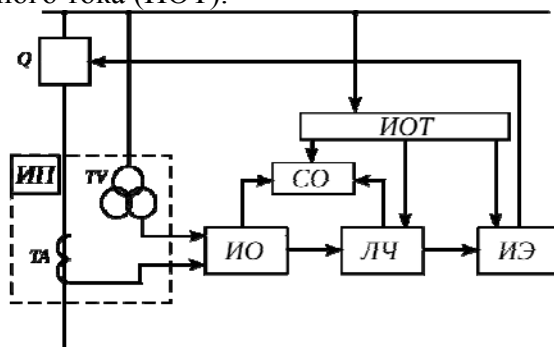 ного тока (ИОТ).
Q
ИОТ
ИП
TV
СО
TA
ИО
ЛЧ
ИЭ